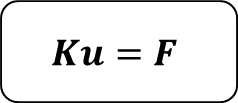 Ku = F